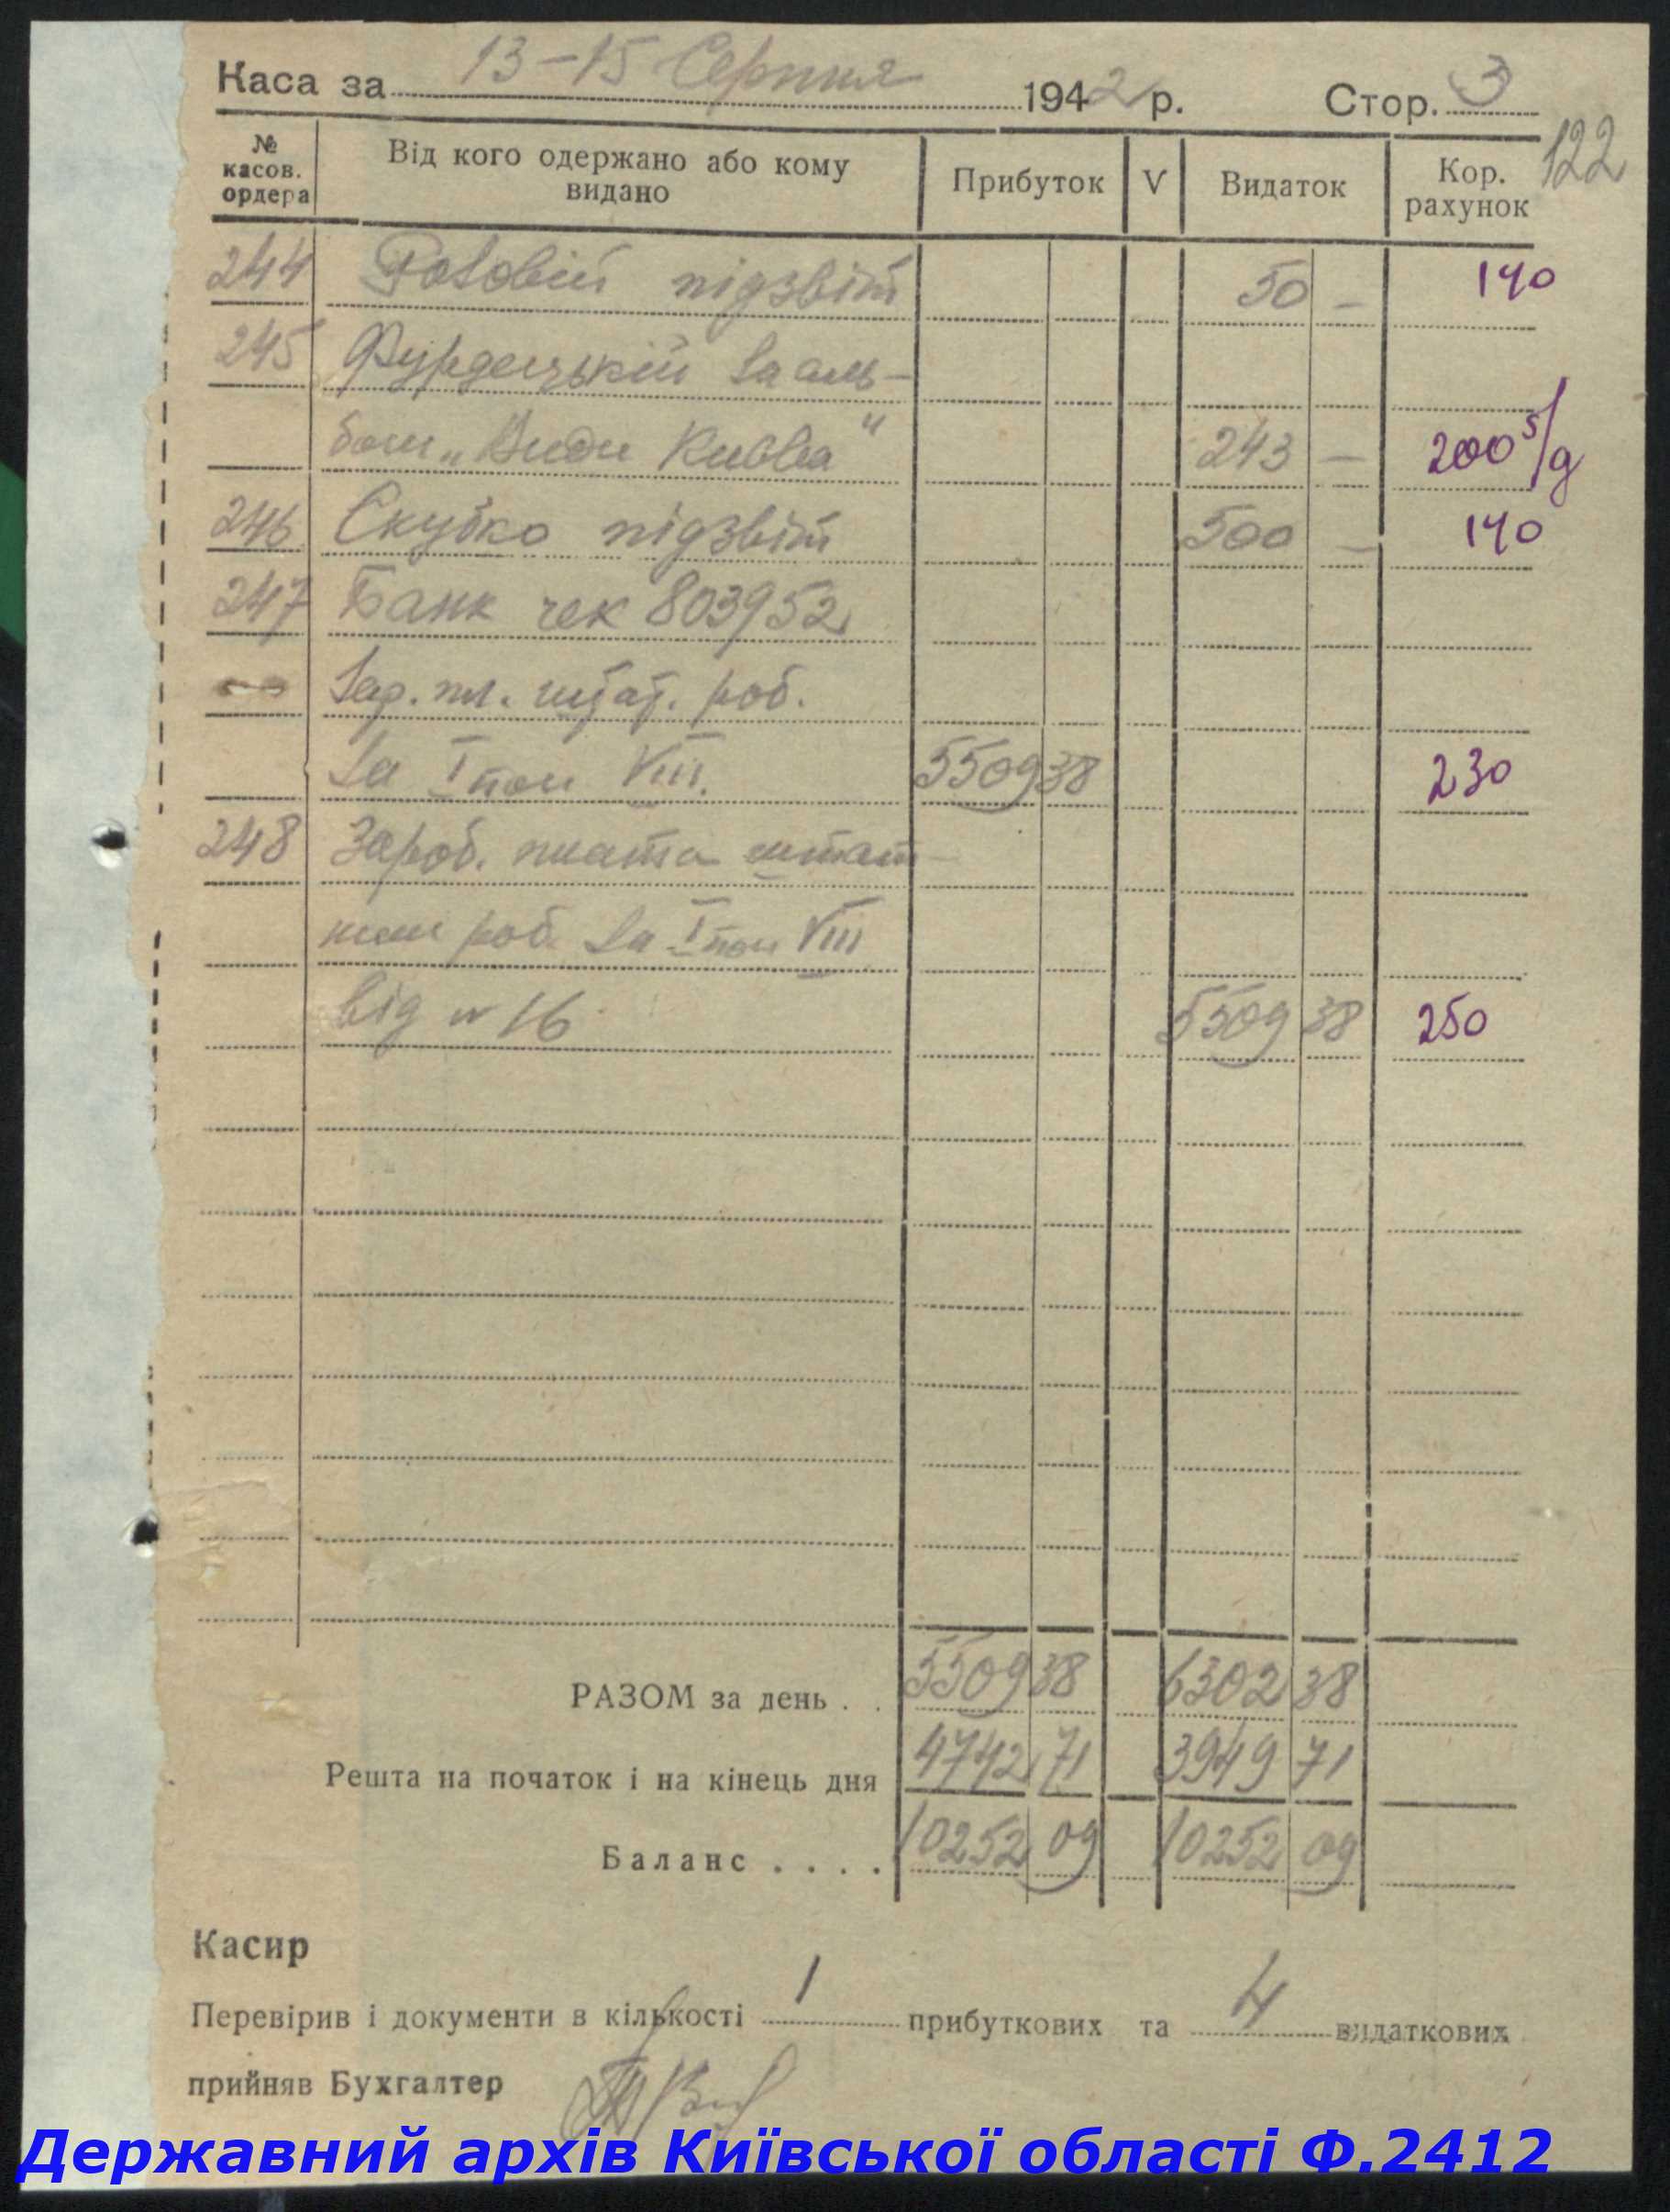 Каса за 13-15 Серпня 1942 р. Стор. 3
122
№ касов. ордера Від кого одержано або кому видано Прибуток V Видаток Кор. рахунок
244 підзвіт 50 - 140
245 за аль-
бом „Види Києва" 243 - 200 5/g
246 Скубко підзвіт 500 - 140
247 Банк чек 803952
Зар. пл. штат. роб.
за I пол VIII. 5509 38 230
248 Зароб. плата штат-
ним роб. за I пол VIII
від № 16 5509 38 250
РАЗОМ за день . . 5509 38 6302 38
Решта на початок і на кінець дня 4742 71 3949 71
Баланс . . . . 10252 09 10252 09
Касир
Перевірив і документи в кількості 1 прибуткових та 4 видаткових
прийняв Бухгалтер
Державний архів Київської області Ф.2412